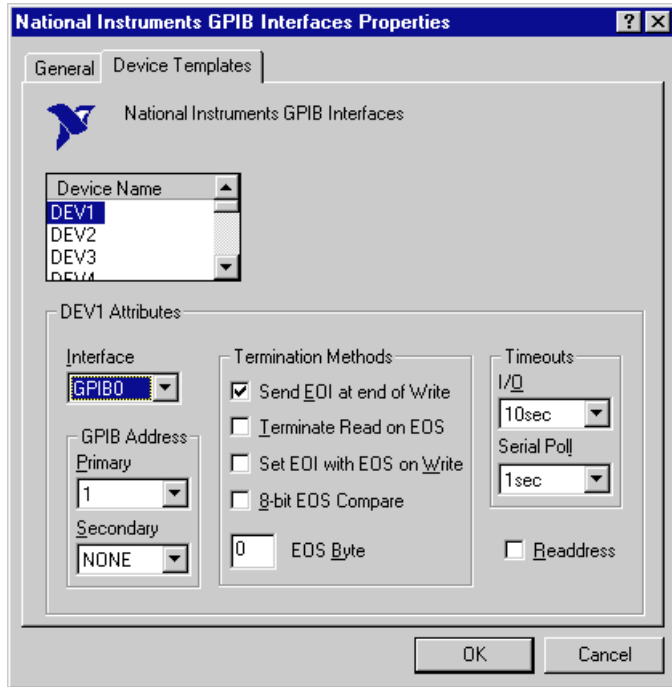 National Instruments GPIB Interfaces Properties
General Device Templates
National Instruments GPIB Interfaces
Device Name
DEV1
DEV2
DEV3
DEV4
DEV1 Attributes
Interface
GPIB0
GPIB Address
Primary
1
Secondary
NONE
Termination Methods
Send EOI at end of Write
Terminate Read on EOS
Set EOI with EOS on Write
8-bit EOS Compare
0 EOS Byte
Timeouts
I/O
10sec
Serial Poll
1sec
Readdress
OK Cancel